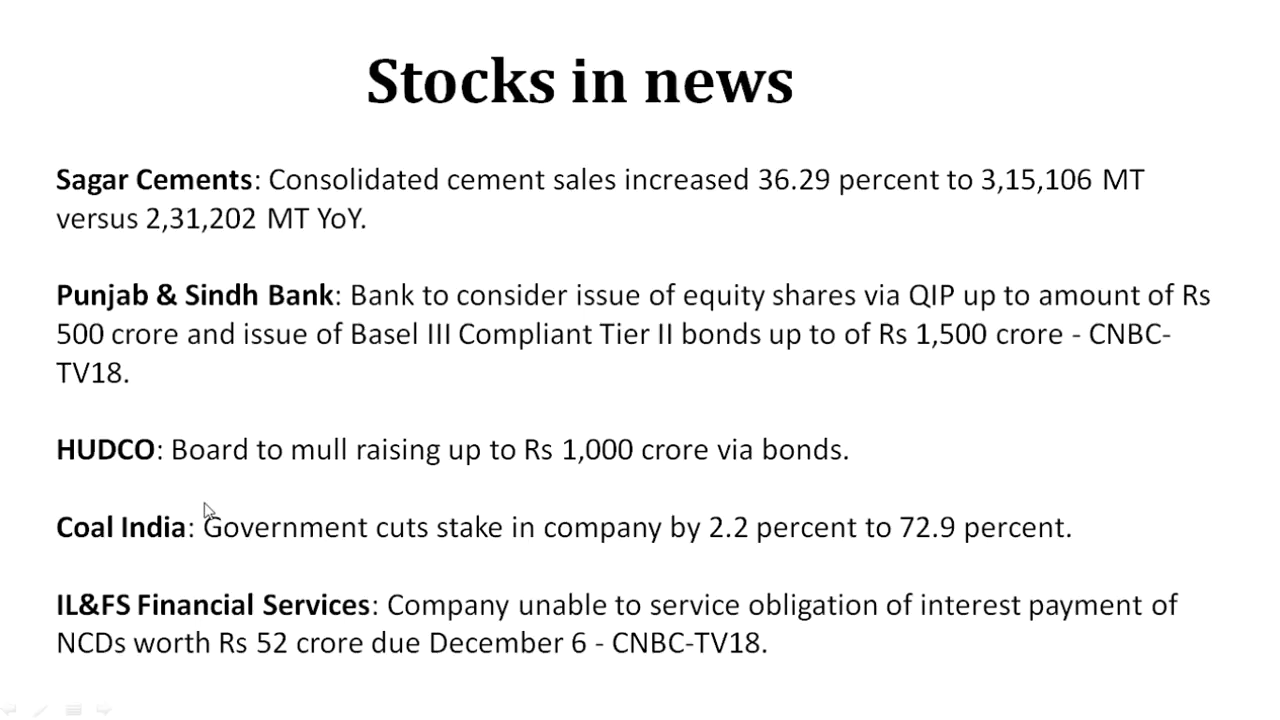 Stocks in news
Sagar Cements: Consolidated cement sales increased 36.29 percent to 3,15,106 MT
versus 2,31,202 MT YoY.
Punjab & Sindh Bank: Bank to consider issue of equity shares via QIP up to amount of Rs
500 crore and issue of Basel III Compliant Tier II bonds up to of Rs 1,500 crore - CNBC-
TV18.
HUDCO: Board to mull raising up to Rs 1,000 crore via bonds.
Coal India: Government cuts stake in company by 2.2 percent to 72.9 percent.
IL&FS Financial Services: Company unable to service obligation of interest payment of
NCDs worth Rs 52 crore due December 6 - CNBC-TV18.